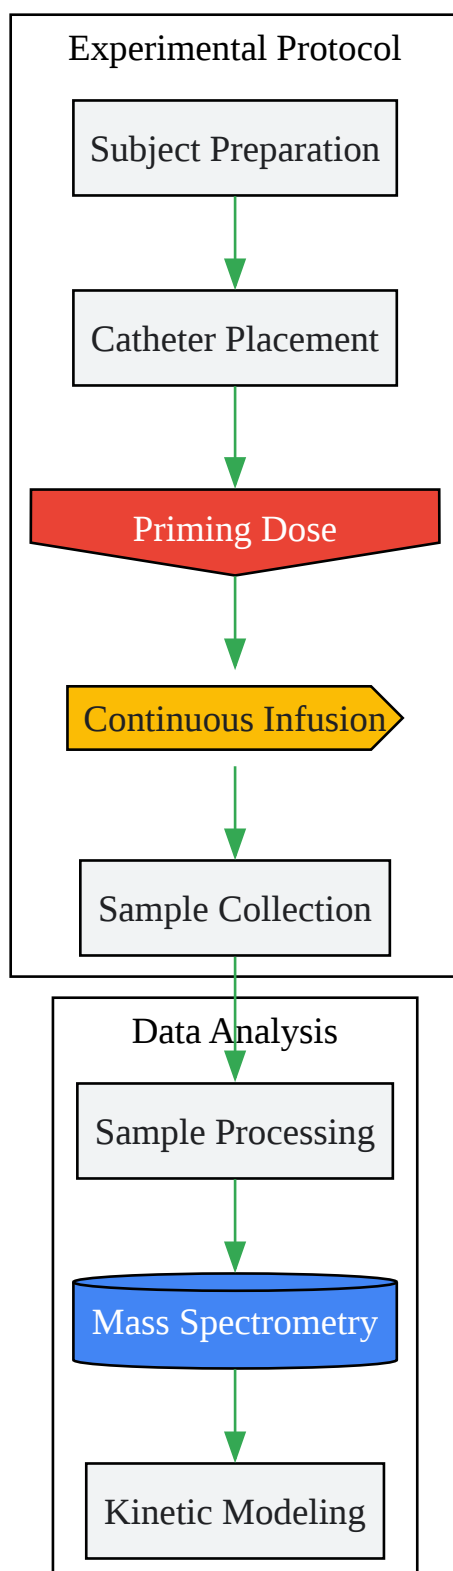 Experimental Protocol
Subject Preparation
Catheter Placement
Priming Dose
Continuous Infusion
Sample Collection
Data Analysis
Sample Processing
Mass Spectrometry
Kinetic Modeling